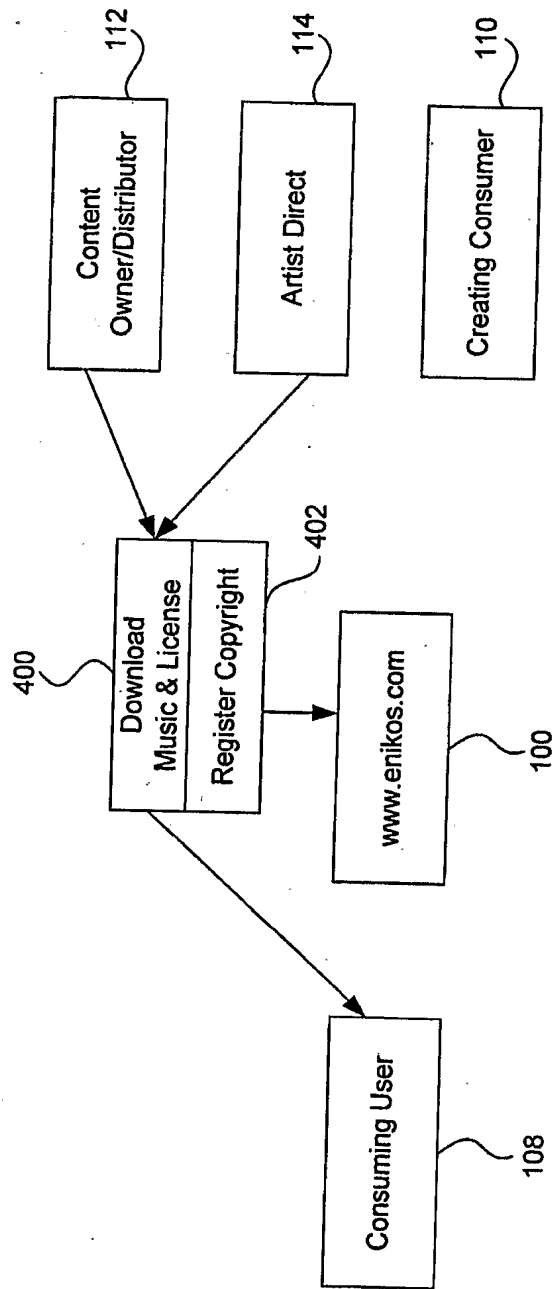 112
Content
Owner/Distributor
114
Artist Direct
110
Creating Consumer
400
Download
Music & License
Register Copyright
402
www.enikos.com
100
Consuming User
108